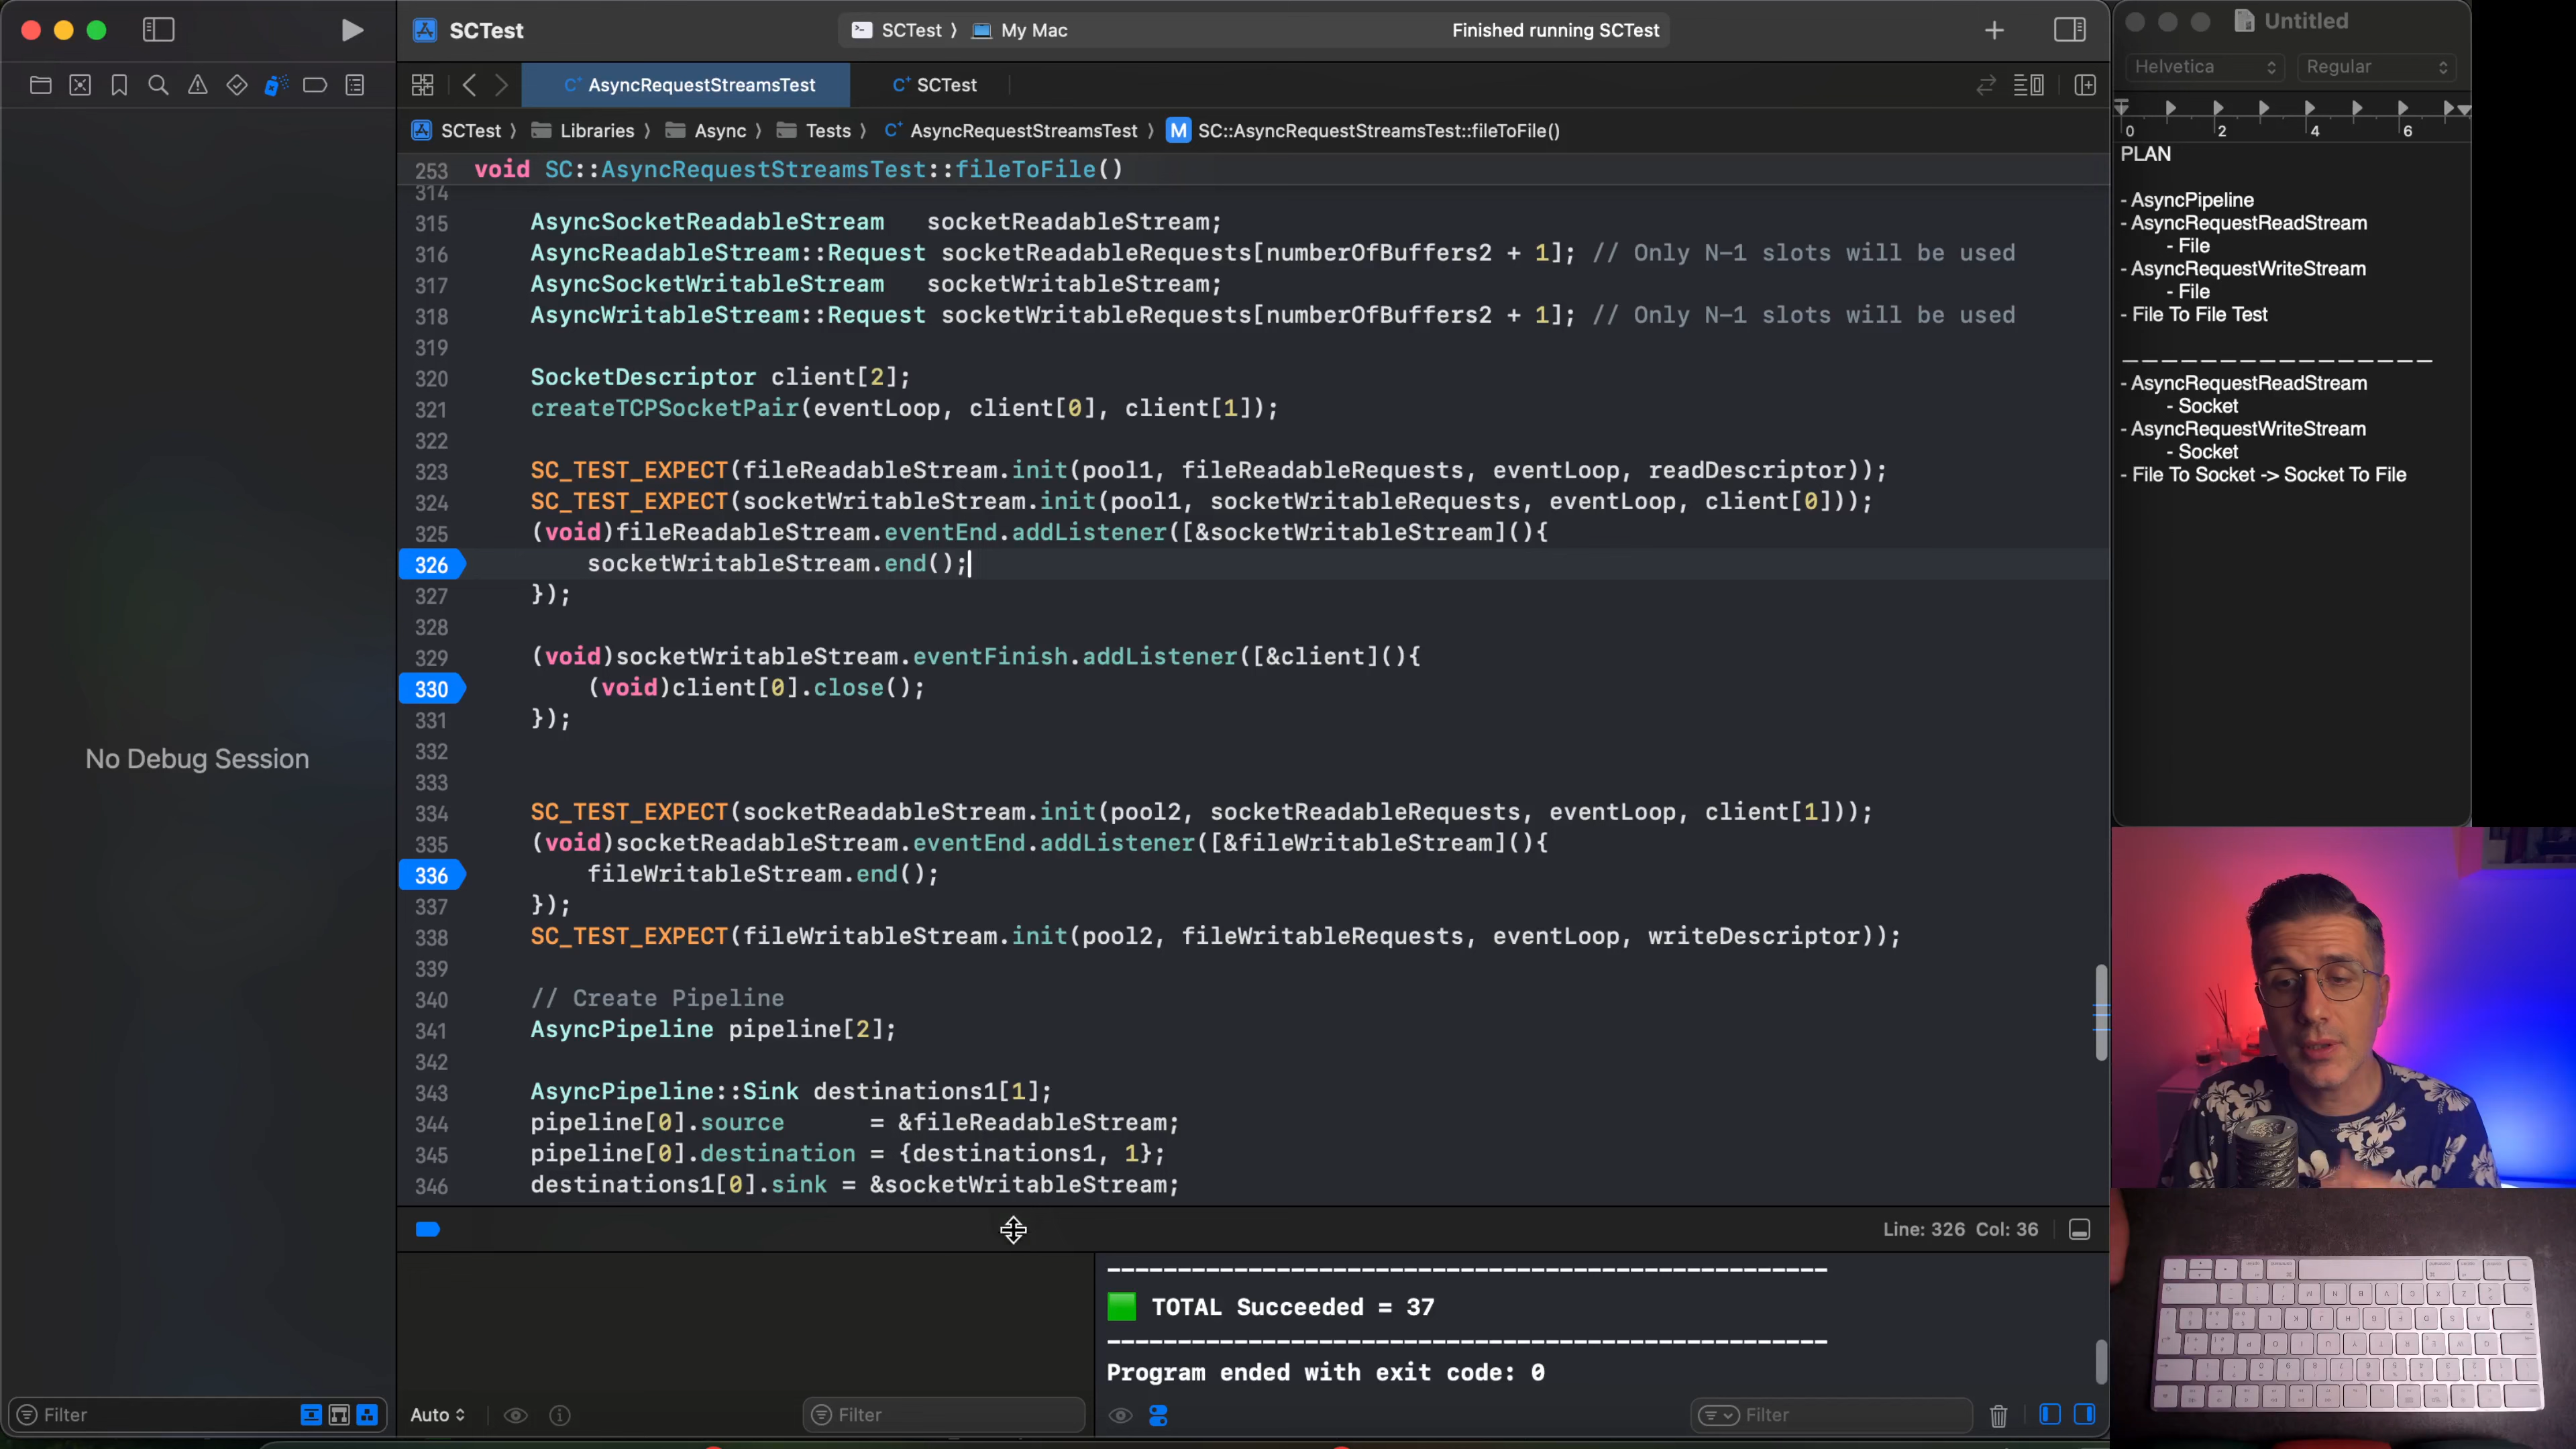 SCTest
SCTest 〉 My Mac
Finished running SCTest
AsyncRequestStreamsTest
SCTest
SCTest 〉 Libraries 〉 Async 〉 Tests 〉 AsyncRequestStreamsTest 〉 M SC::AsyncRequestStreamsTest::fileToFile()
253 void SC::AsyncRequestStreamsTest::fileToFile()
314
315 AsyncSocketReadableStream socketReadableStream;
316 AsyncReadableStream::Request socketReadableRequests[numberOfBuffers2 + 1]; // Only N-1 slots will be used
317 AsyncSocketWritableStream socketWritableStream;
318 AsyncWritableStream::Request socketWritableRequests[numberOfBuffers2 + 1]; // Only N-1 slots will be used
319
320 SocketDescriptor client[2];
321 createTCPSocketPair(eventLoop, client[0], client[1]);
322
323 SC_TEST_EXPECT(fileReadableStream.init(pool1, fileReadableRequests, eventLoop, readDescriptor));
324 SC_TEST_EXPECT(socketWritableStream.init(pool1, socketWritableRequests, eventLoop, client[0]));
325 (void)fileReadableStream.eventEnd.addListener([&socketWritableStream](){
326 socketWritableStream.end();
327 });
328
329 (void)socketWritableStream.eventFinish.addListener([&client](){
330 (void)client[0].close();
331 });
332
333
334 SC_TEST_EXPECT(socketReadableStream.init(pool2, socketReadableRequests, eventLoop, client[1]));
335 (void)socketReadableStream.eventEnd.addListener([&fileWritableStream](){
336 fileWritableStream.end();
337 });
338 SC_TEST_EXPECT(fileWritableStream.init(pool2, fileWritableRequests, eventLoop, writeDescriptor));
339
340 // Create Pipeline
341 AsyncPipeline pipeline[2];
342
343 AsyncPipeline::Sink destinations1[1];
344 pipeline[0].source = &fileReadableStream;
345 pipeline[0].destination = {destinations1, 1};
346 destinations1[0].sink = &socketWritableStream;
No Debug Session
Line: 326 Col: 36
----------------------------------------------------
TOTAL Succeeded = 37
----------------------------------------------------
Program ended with exit code: 0
Filter
Auto
Filter
Filter
Untitled
Helvetica
Regular
0 2 4 6
PLAN
- AsyncPipeline
- AsyncRequestReadStream
- File
- AsyncRequestWriteStream
- File
- File To File Test
_ _ _ _ _ _ _ _ _ _ _ _ _ _ _ _ _
- AsyncRequestReadStream
- Socket
- AsyncRequestWriteStream
- Socket
- File To Socket -> Socket To File